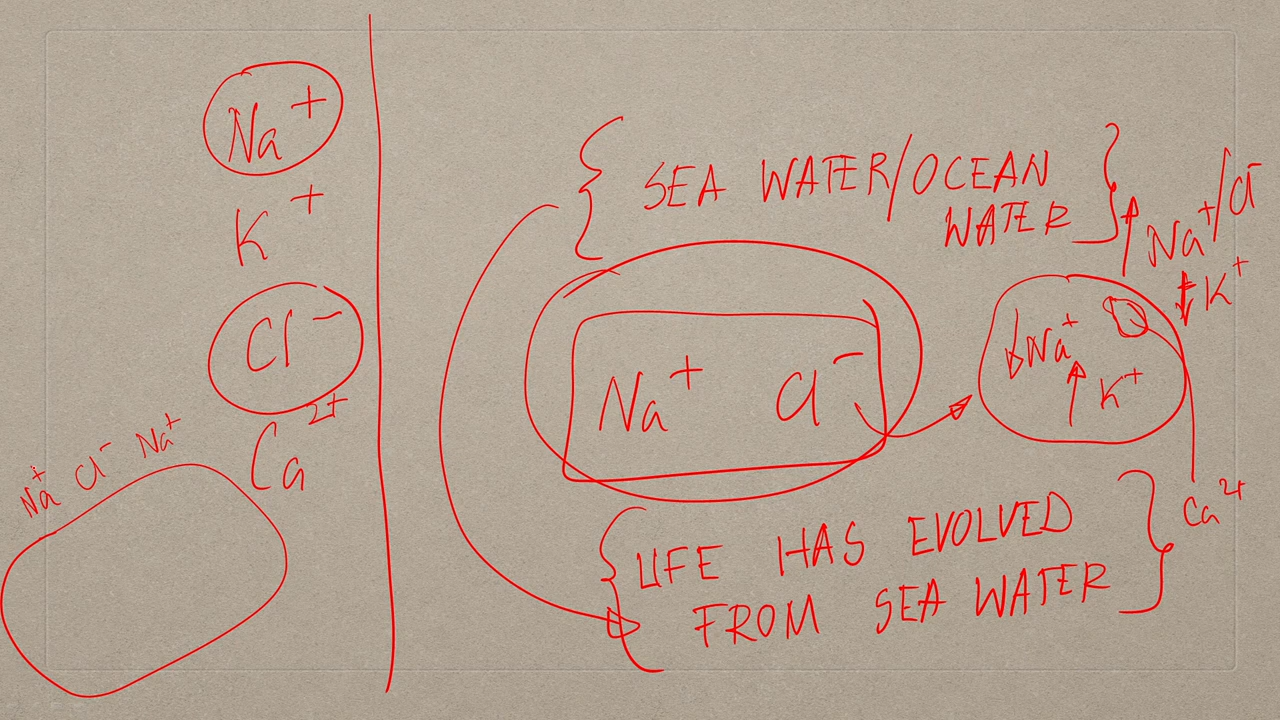 Na+
K+
Cl-
Ca2+
Na+ Cl- Na+
SEA WATER/OCEAN
WATER
Na+/Cl-
K+
Na+ Cl-
Na+
K+
Ca2+
LIFE HAS EVOLVED
FROM SEA WATER